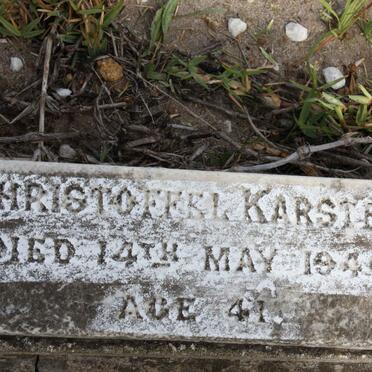 HRISTOFFEL KARSTE
DIED 14TH MAY 194
AGE 41